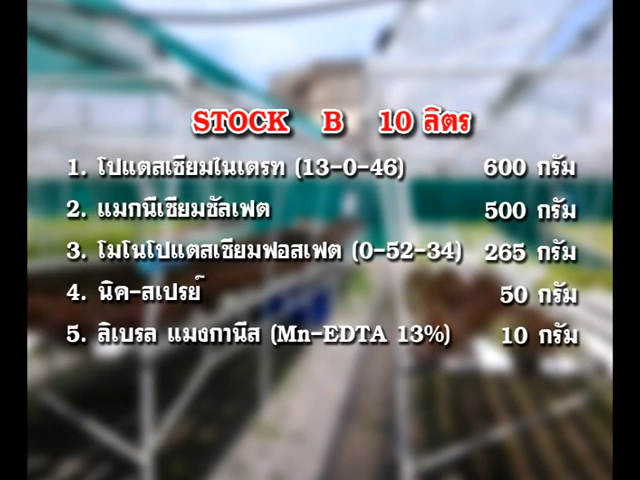 STOCK B 10 ลิตร
1. โปแตสเซียมไนเตรท (13-0-46) 600 กรัม
2. แมกนีเซียมซัลเฟต 500 กรัม
3. โมโนโปแตสเซียมฟอสเฟต (0-52-34) 265 กรัม
4. นิค-สเปรย์ 50 กรัม
5. ลิเบรล แมงกานีส (Mn-EDTA 13%) 10 กรัม